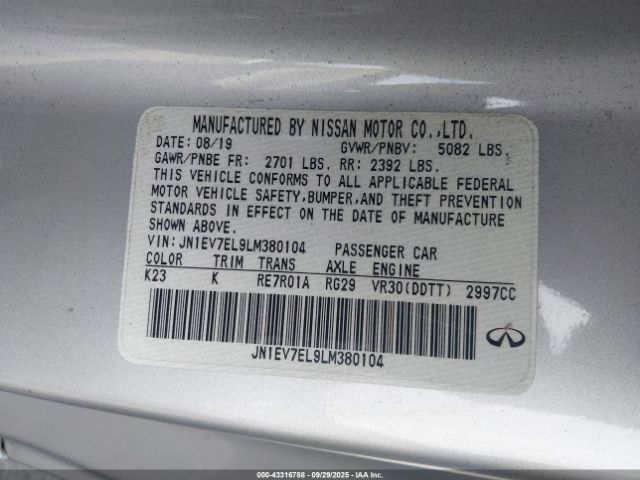 MANUFACTURED BY NISSAN MOTOR CO.,LTD.
DATE: 08/19 GVWR/PNBV: 5082 LBS.
GAWR/PNBE FR: 2701 LBS. RR: 2392 LBS.
THIS VEHICLE CONFORMS TO ALL APPLICABLE FEDERAL
MOTOR VEHICLE SAFETY,BUMPER,AND THEFT PREVENTION
STANDARDS IN EFFECT ON THE DATE OF MANUFACTURE
SHOWN ABOVE.
VIN:JN1EV7EL9LM380104 PASSENGER CAR
COLOR TRIM TRANS AXLE ENGINE
K23 K RE7R01A RG29 VR30(DDTT) 2997CC
JN1EV7EL9LM380104
00-43316788 - 09/29/2025 - IAA Inc.